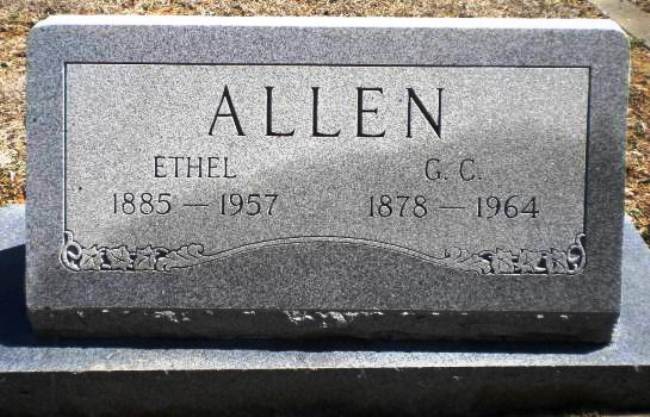 ALLEN
ETHEL G. C.
1885 — 1957 1878 — 1964